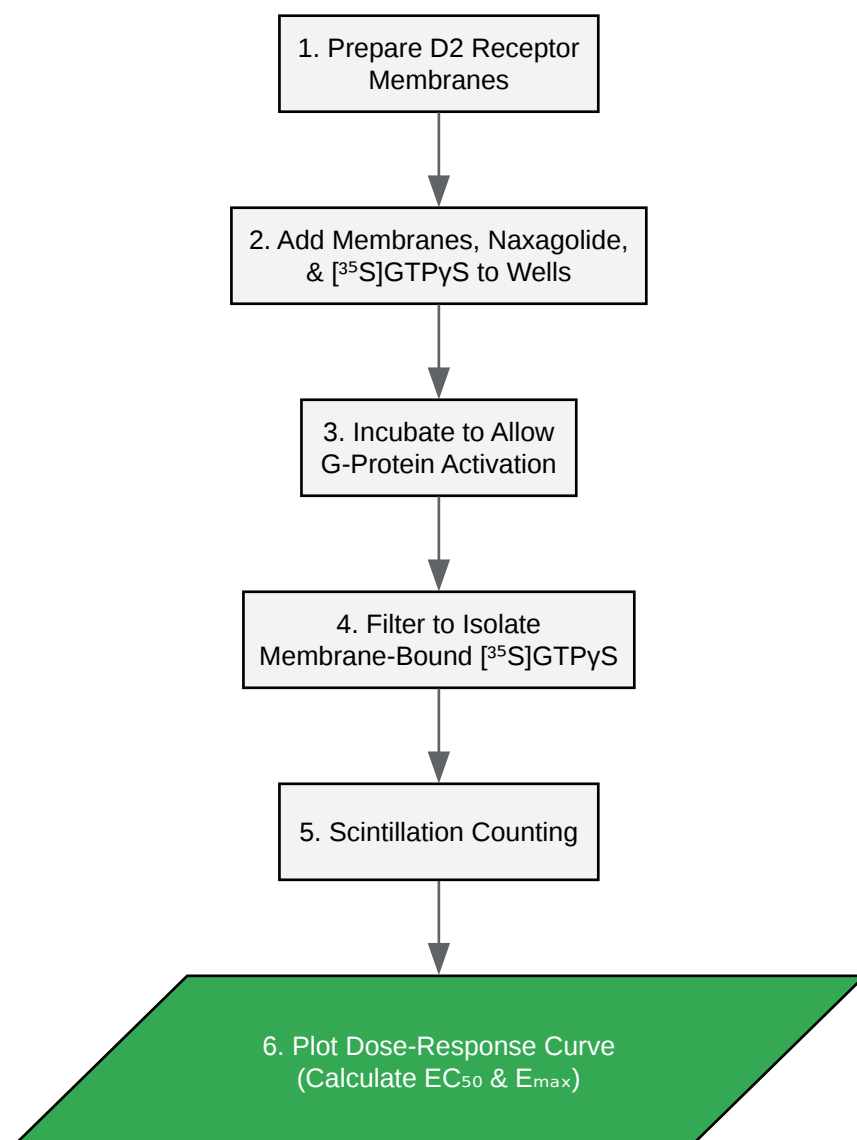 1. Prepare D2 Receptor
Membranes
2. Add Membranes, Naxagolide,
& [³⁵S]GTPγS to Wells
3. Incubate to Allow
G-Protein Activation
4. Filter to Isolate
Membrane-Bound [³⁵S]GTPγS
5. Scintillation Counting
6. Plot Dose-Response Curve
(Calculate EC₅₀ & Eₘₐₓ)